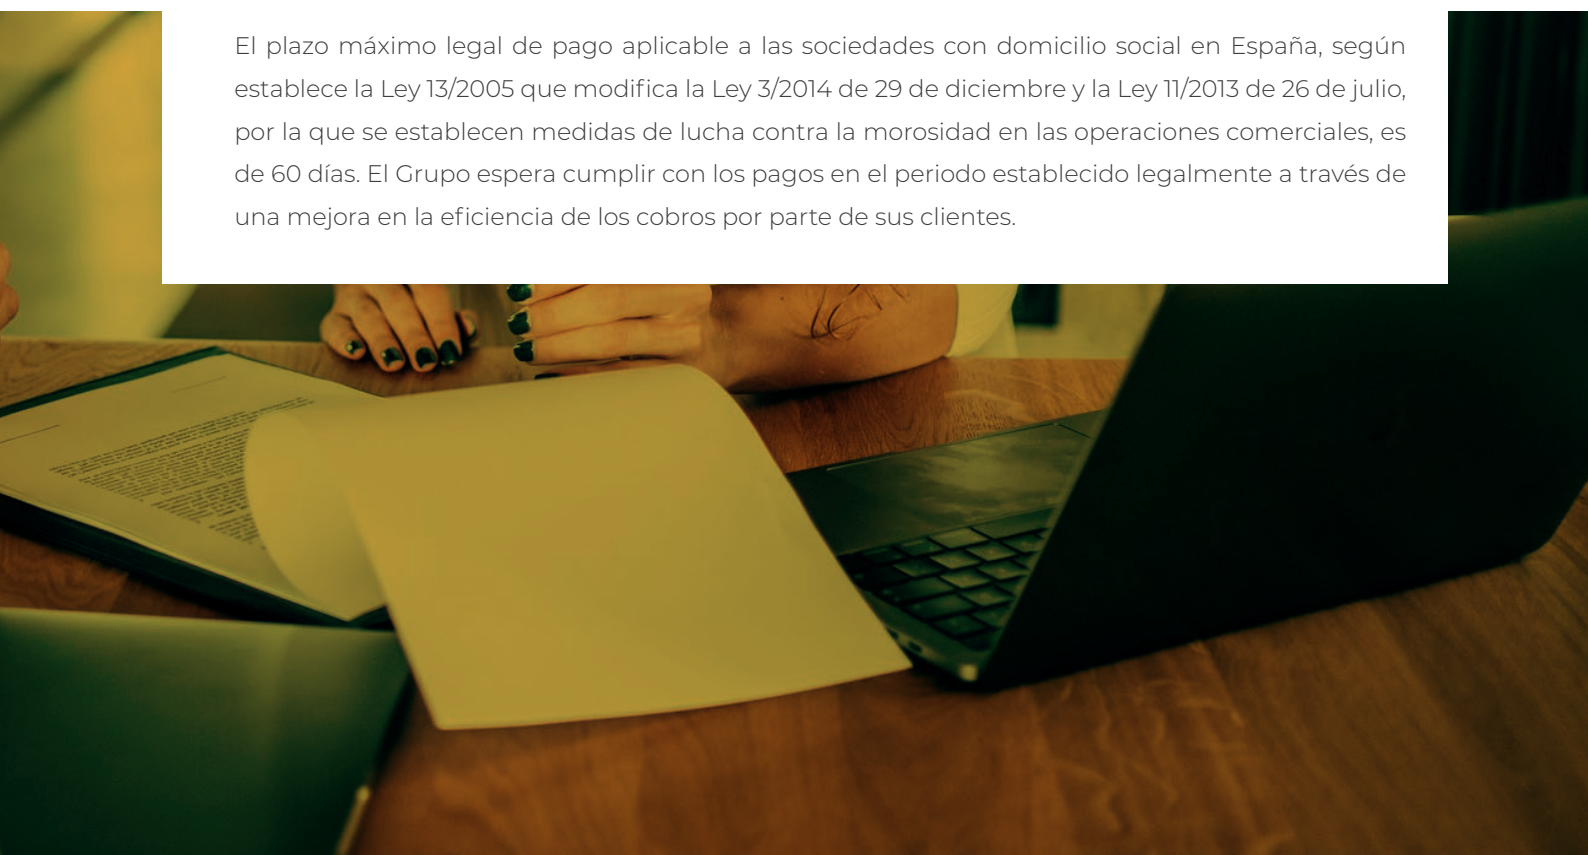 El plazo máximo legal de pago aplicable a las sociedades con domicilio social en España, según
establece la Ley 13/2005 que modifica la Ley 3/2014 de 29 de diciembre y la Ley 11/2013 de 26 de julio,
por la que se establecen medidas de lucha contra la morosidad en las operaciones comerciales, es
de 60 días. El Grupo espera cumplir con los pagos en el periodo establecido legalmente a través de
una mejora en la eficiencia de los cobros por parte de sus clientes.